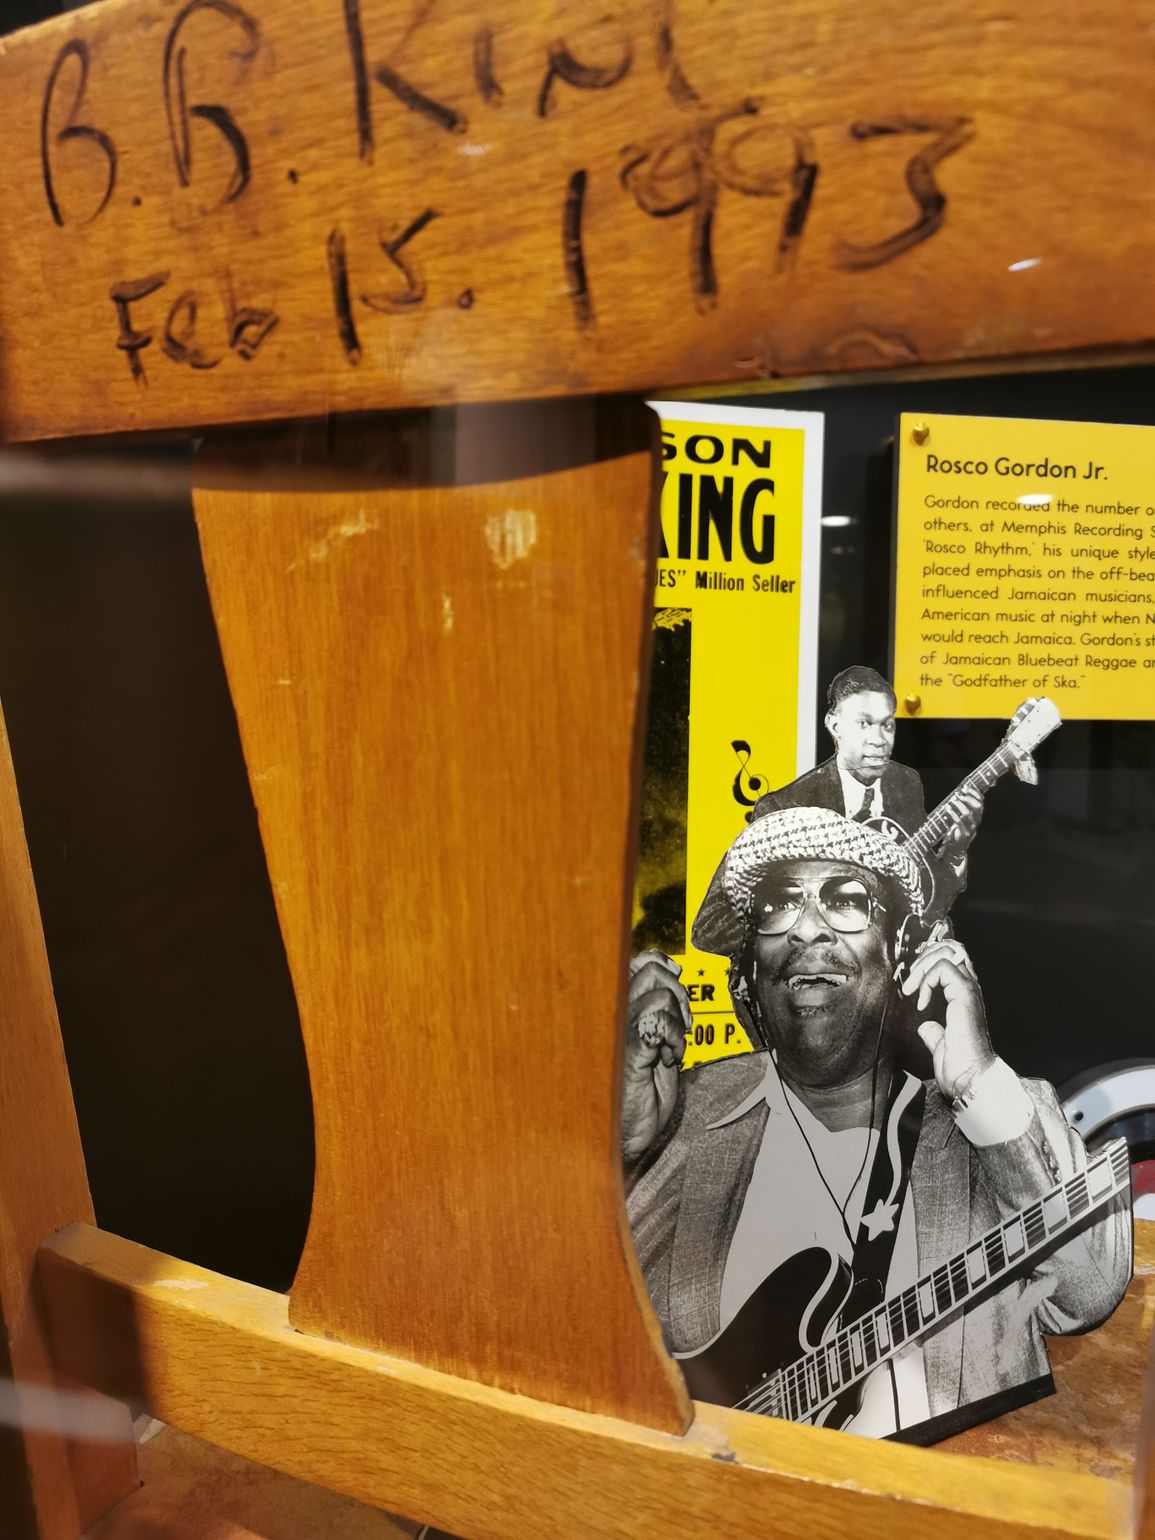 B.B. King
Feb 15. 1993
SON
KING
UES" Million Seller
ER
:00 P.
Rosco Gordon Jr.
Gordon recorded the number o
others, at Memphis Recording S
'Rosco Rhythm,' his unique style
placed emphasis on the off-bea
influenced Jamaican musicians,
American music at night when N
would reach Jamaica. Gordon's st
of Jamaican Bluebeat Reggae an
the "Godfather of Ska."